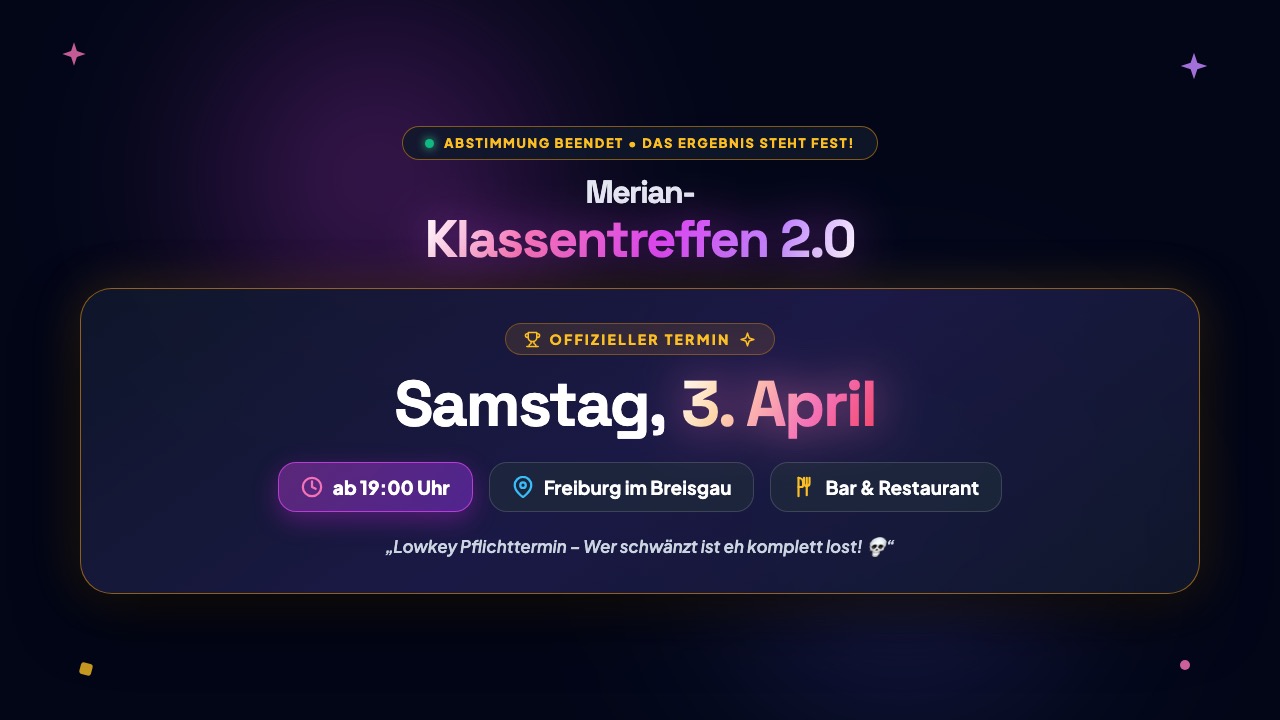 ABSTIMMUNG BEENDET • DAS ERGEBNIS STEHT FEST!
Merian-
Klassentreffen 2.0
OFFIZIELLER TERMIN
Samstag, 3. April
ab 19:00 Uhr
Freiburg im Breisgau
Bar & Restaurant
„Lowkey Pflichttermin – Wer schwänzt ist eh komplett lost! 💀“